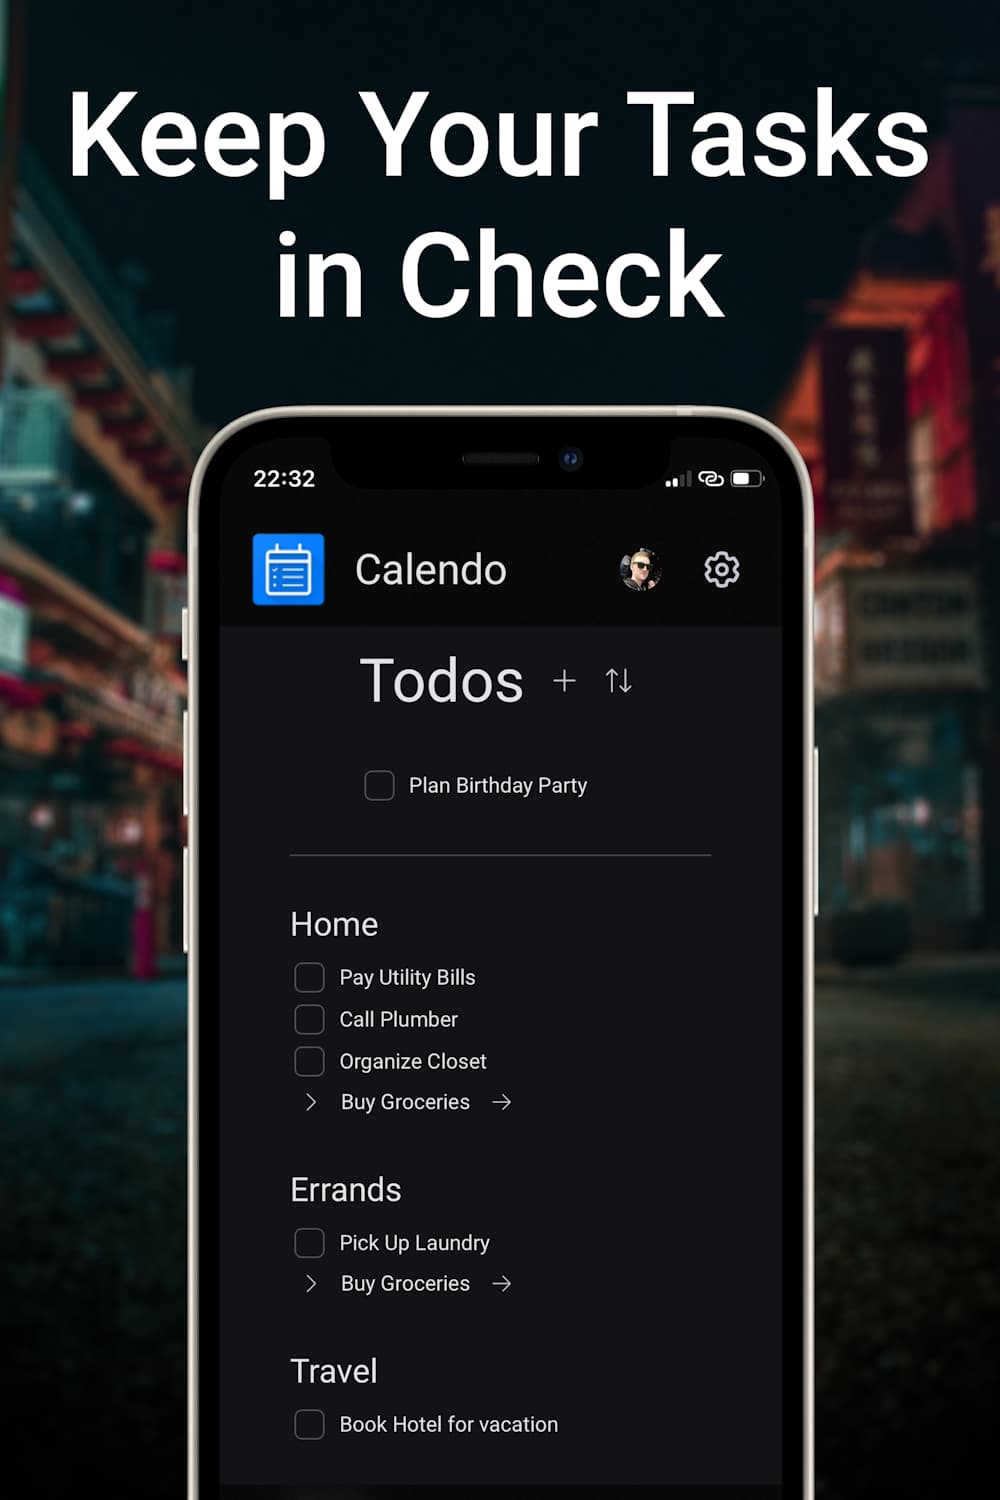 Keep Your Tasks
in Check
22:32
Calendo
Todos
Plan Birthday Party
Home
Pay Utility Bills
Call Plumber
Organize Closet
Buy Groceries
Errands
Pick Up Laundry
Buy Groceries
Travel
Book Hotel for vacation